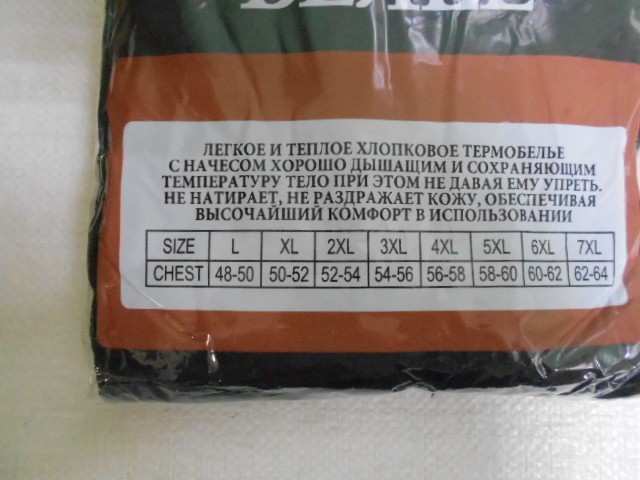 ЛЕГКОЕ И ТЕПЛОЕ ХЛОПКОВОЕ ТЕРМОБЕЛЬЕ
С НАЧЕСОМ ХОРОШО ДЫШАЩИМ И СОХРАНЯЮЩИМ
ТЕМПЕРАТУРУ ТЕЛО ПРИ ЭТОМ НЕ ДАВАЯ ЕМУ УПРЕТЬ.
НЕ НАТИРАЕТ, НЕ РАЗДРАЖАЕТ КОЖУ, ОБЕСПЕЧИВАЯ
ВЫСОЧАЙШИЙ КОМФОРТ В ИСПОЛЬЗОВАНИИ
SIZE L XL 2XL 3XL 4XL 5XL 6XL 7XL
CHEST 48-50 50-52 52-54 54-56 56-58 58-60 60-62 62-64